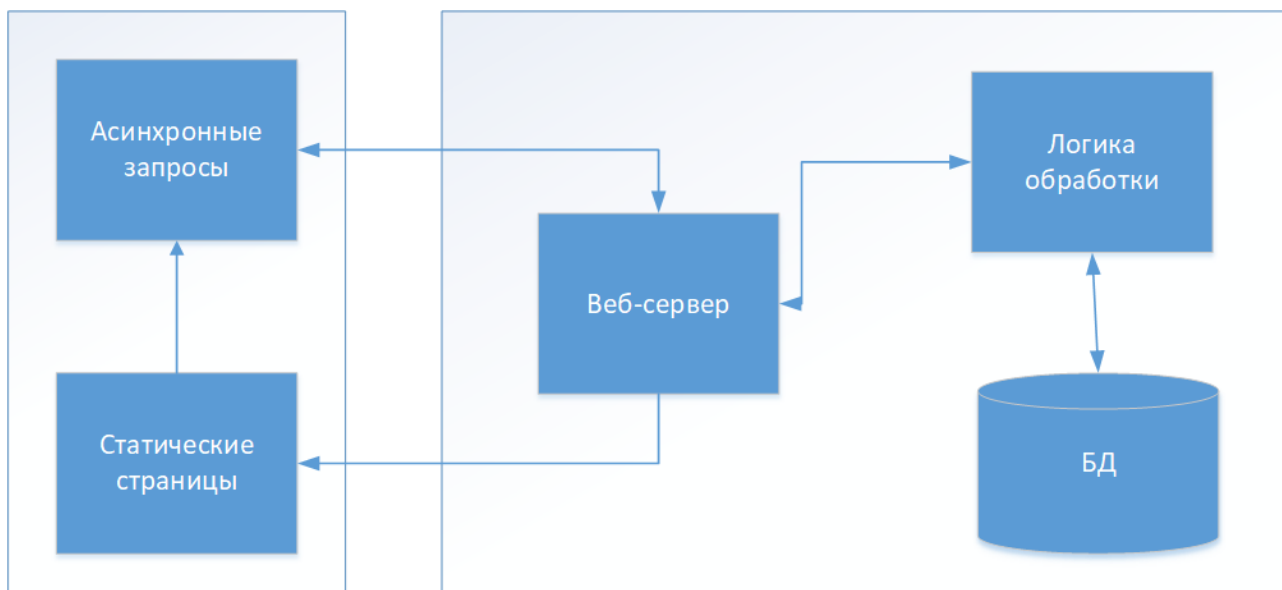 Асинхронные
запросы
Логика
обработки
Веб-сервер
Статические
страницы
БД